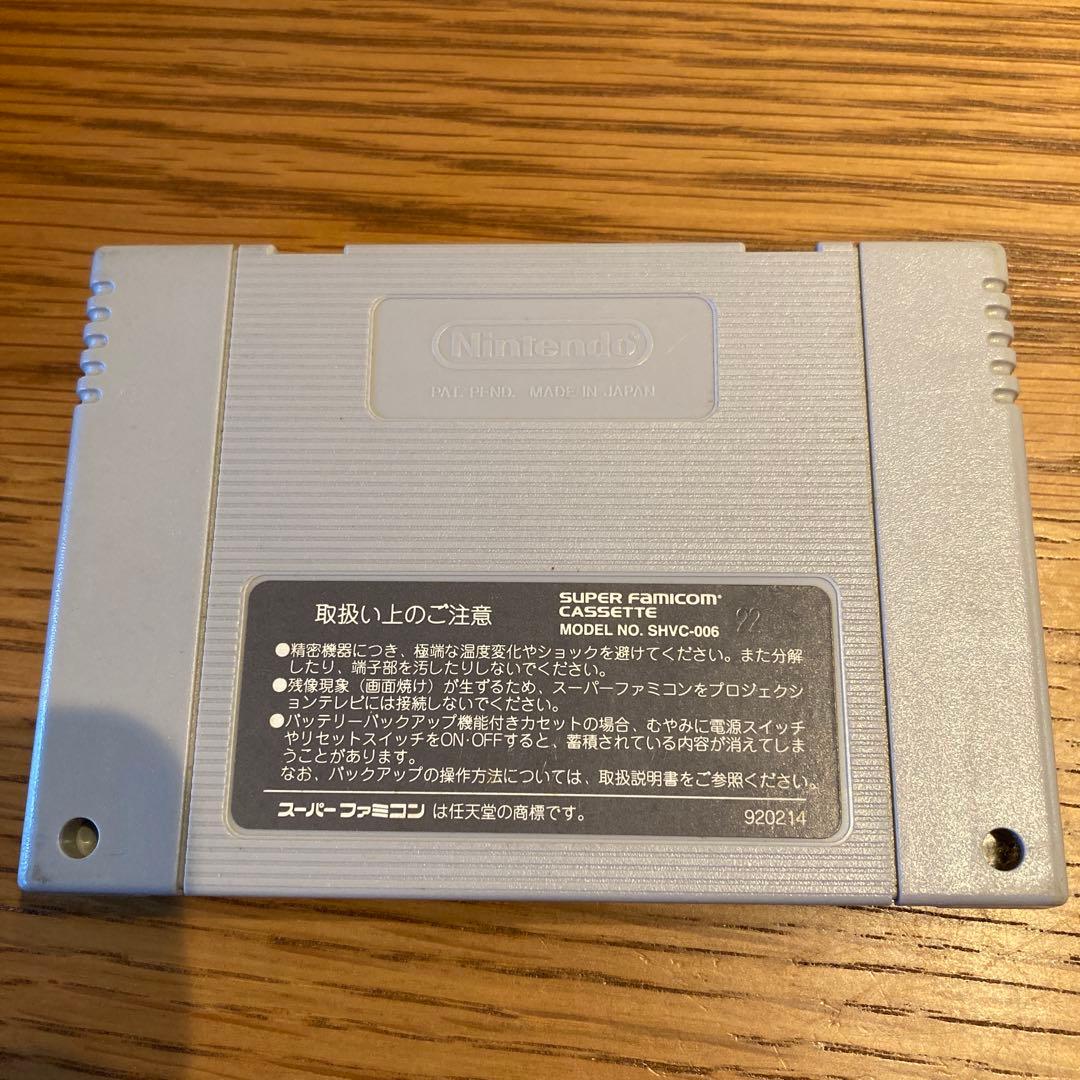 Nintendo®
PAT. PEND. MADE IN JAPAN
取扱い上のご注意
SUPER FAMICOM®
CASSETTE
MODEL NO. SHVC-006
22
●精密機器につき、極端な湿度変化やショックを避けてください。また分解
したり、端子部を汚したりしないでください。
●残像現象（画面焼け）が生ずるため、スーパーファミコンをプロジェクシ
ョンテレビには接続しないでください。
●バッテリーバックアップ機能付きカセットの場合、むやみに電源スイッチ
やリセットスイッチをON·OFFすると、蓄積されている内容が消えてしま
うことがあります。
なお、バックアップの操作方法については、取扱説明書をご参照ください。
スーパーファミコン は任天堂の商標です。
920214